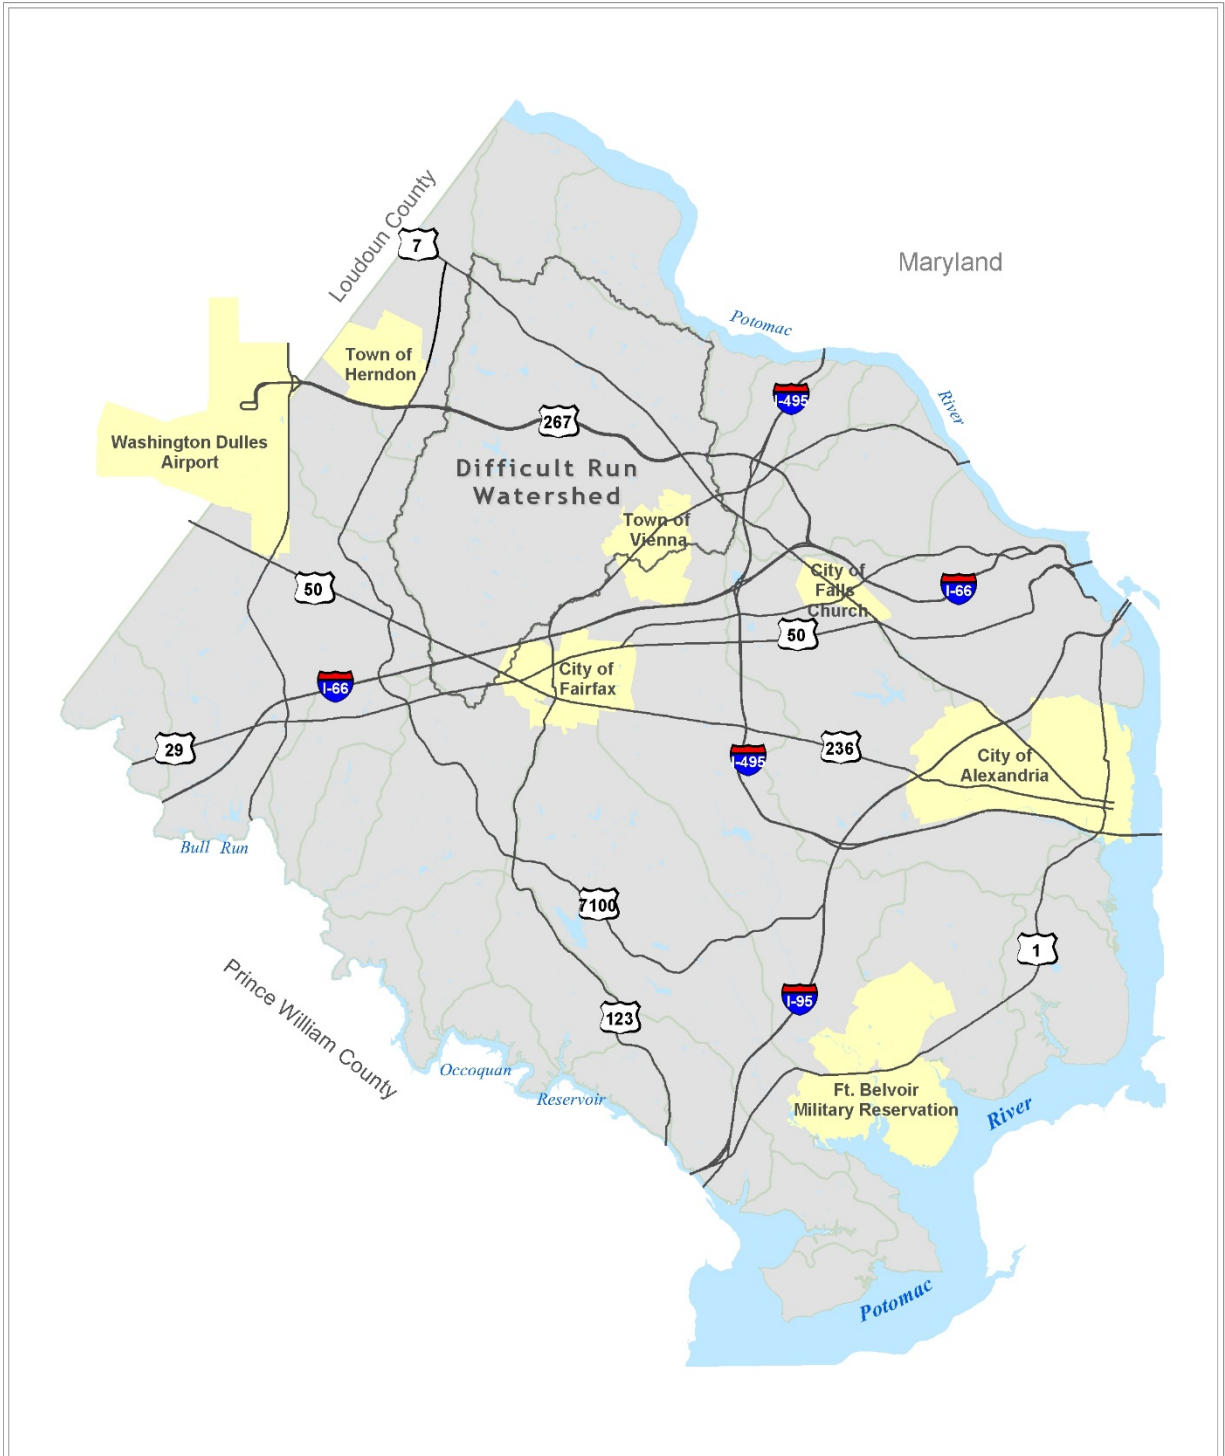 Loudoun County
7
Maryland
Potomac
River
Town of
Herndon
I-495
267
Washington Dulles
Airport
Difficult Run
Watershed
Town of
Vienna
City of
Falls
Church
I-66
50
50
City of
Fairfax
I-66
29
I-495
236
City of
Alexandria
Bull Run
7100
1
Prince William County
I-95
123
Occoquan
Reservoir
Ft. Belvoir
Military Reservation
River
Potomac